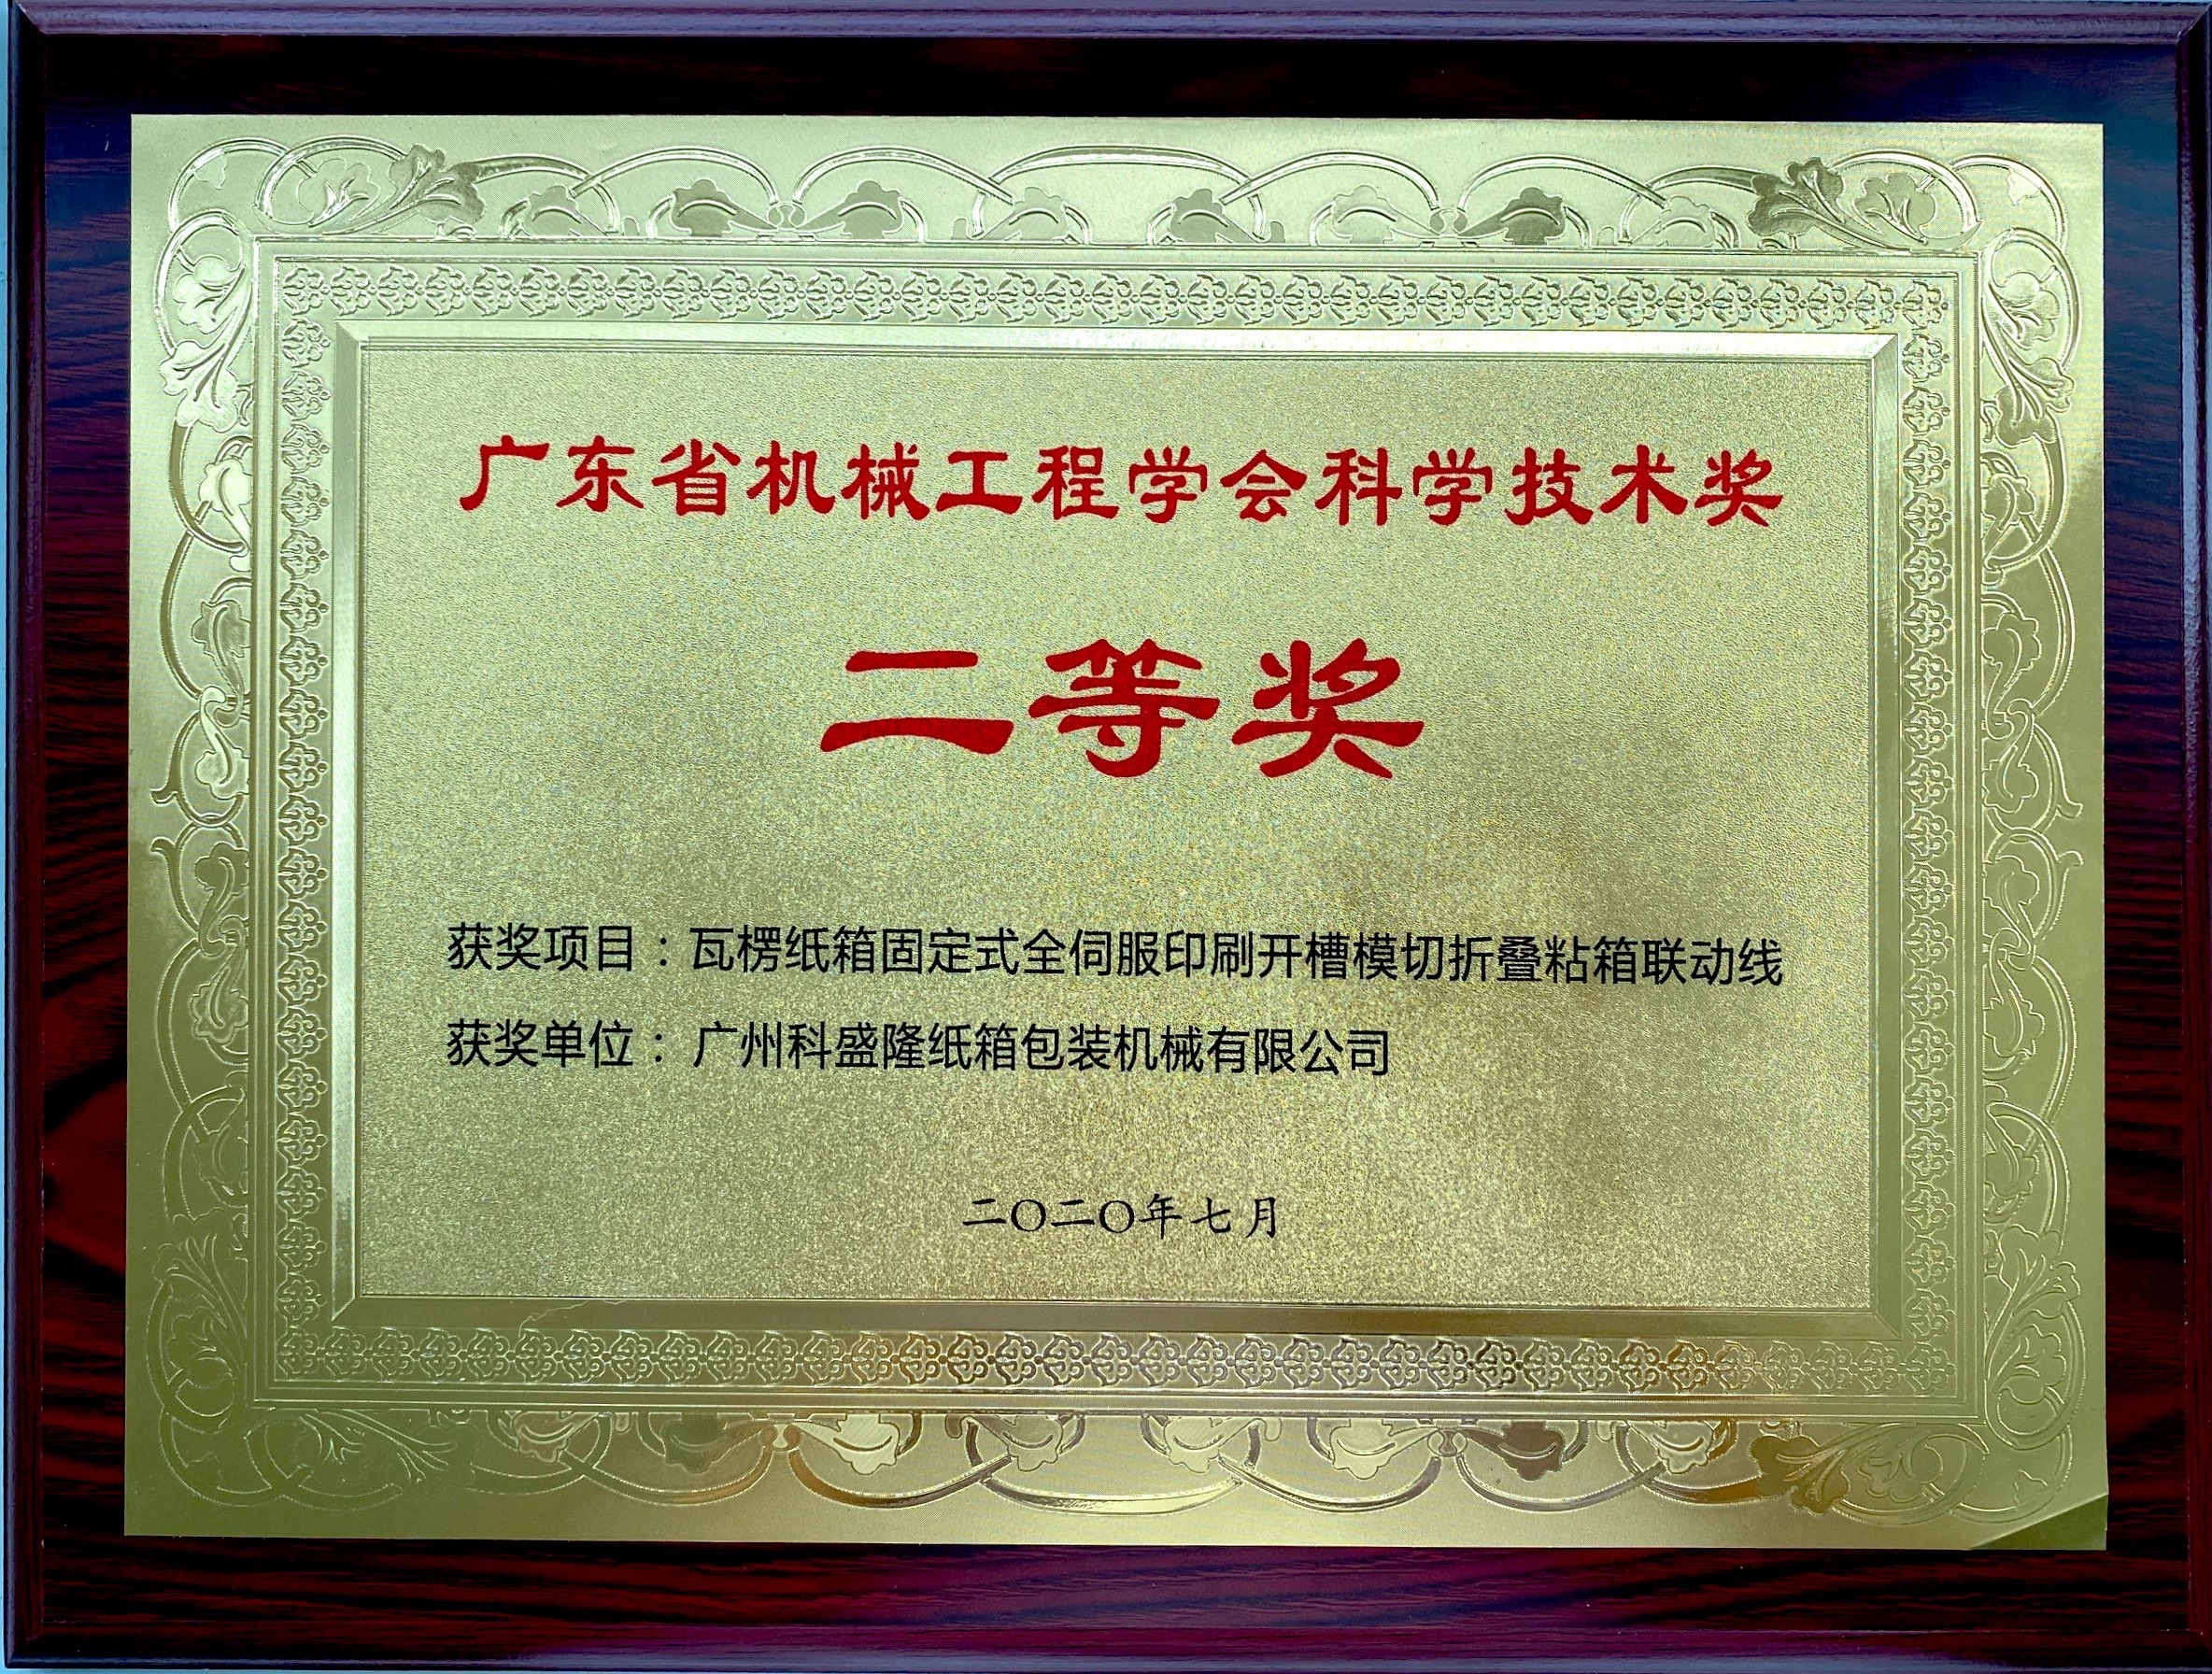 广东省机械工程学会科学技术奖
二等奖
获奖项目：瓦楞纸箱固定式全伺服印刷开槽模切折叠粘箱联动线
获奖单位：广州科盛隆纸箱包装机械有限公司
二〇二〇年七月